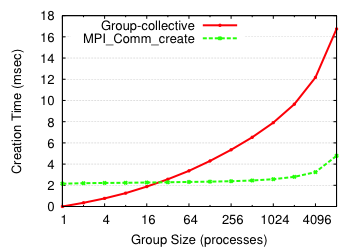 18
16
14
12
10
8
6
4
2
0
Creation Time (msec)
Group-collective
MPI_Comm_create
1 4 16 64 256 1024 4096
Group Size (processes)